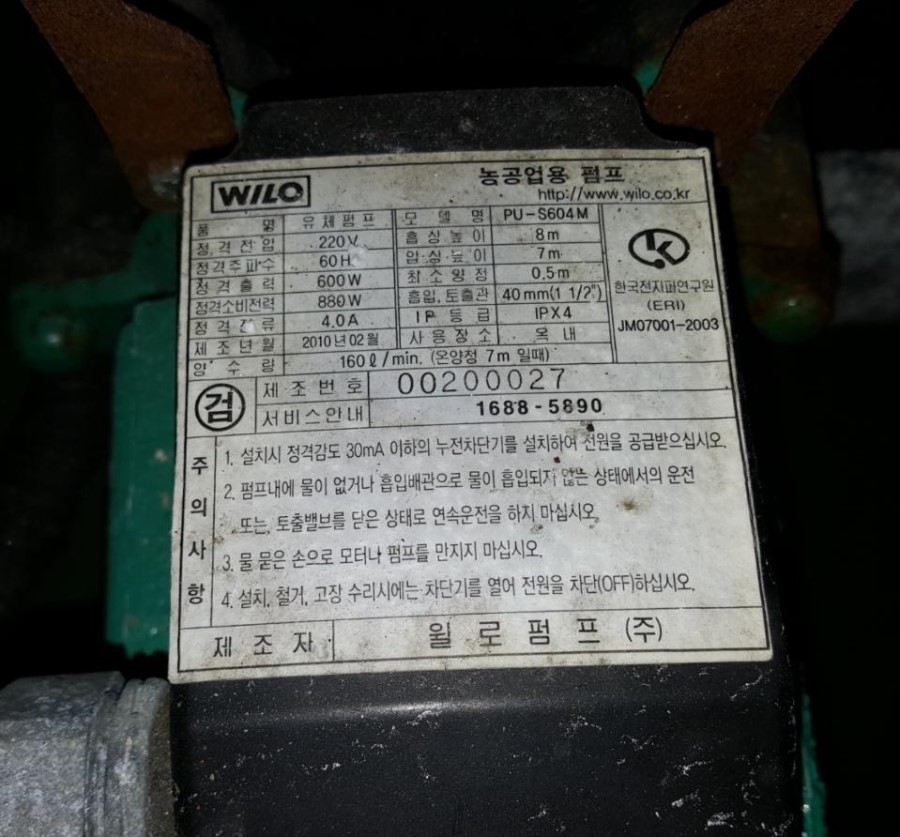 WILO
농공업용 펌프
http://www.wilo.co.kr
품 명 유체펌프 모 델 명 PU-S604M
정격전압 220V 흡상높이 8m
정격주파수 60H 압상높이 7m
정격출력 600W 최소양정 0.5m
정격소비전력 880W 흡입,토출관 40mm(1 1/2")
정격전류 4.0A IP 등급 IPX4
제조년월 2010년02월 사용장소 옥 내
양 수 량 160ℓ/min. (온양정 7m 일때)
한국전지파연구원
(ERI)
JM07001-2003
검
제조번호 00200027
서비스안내 1688-5890
주의사항
1. 설치시 정격감도 30mA 이하의 누전차단기를 설치하여 전원을 공급받으십시오.
2. 펌프내에 물이 없거나 흡입배관으로 물이 흡입되지 않는 상태에서의 운전
또는, 토출밸브를 닫은 상태로 연속운전을 하지 마십시오.
3. 물 묻은 손으로 모터나 펌프를 만지지 마십시오.
4. 설치, 철거, 고장 수리시에는 차단기를 열어 전원을 차단(OFF)하십시오.
제 조 자 윌로펌프 (주)